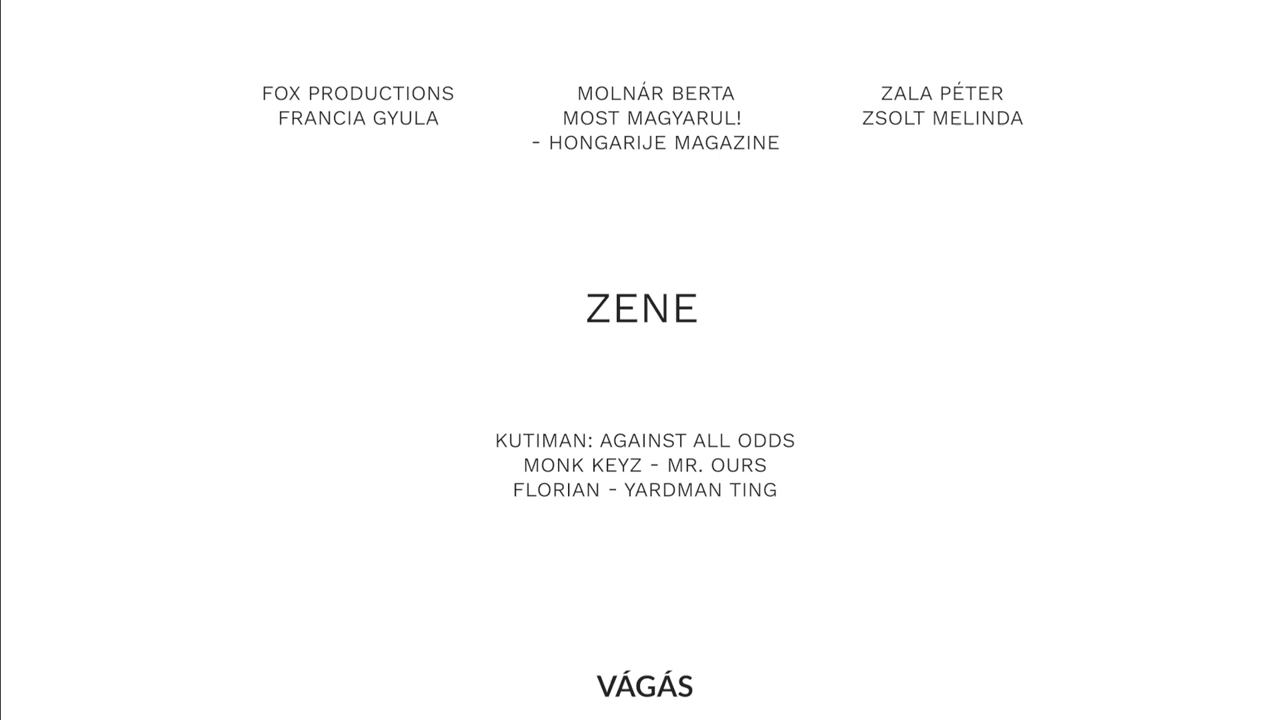 FOX PRODUCTIONS
FRANCIA GYULA
MOLNÁR BERTA
MOST MAGYARUL!
- HONGARIJE MAGAZINE
ZALA PÉTER
ZSOLT MELINDA
ZENE
KUTIMAN: AGAINST ALL ODDS
MONK KEYZ - MR. OURS
FLORIAN - YARDMAN TING
VÁGÁS